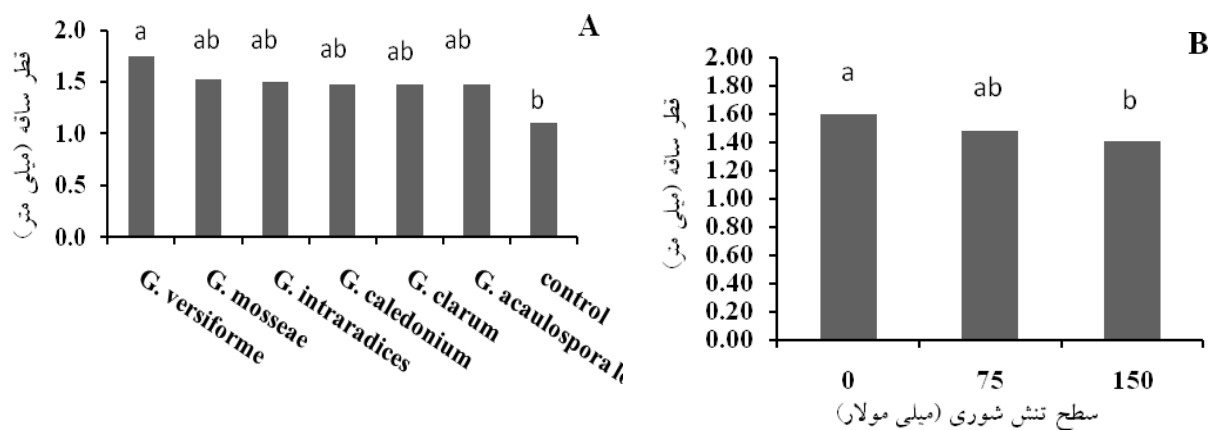 A
2.0
1.5
1.0
0.5
0.0
قطر ساقه (میلی متر)
a
ab
ab
ab
ab
ab
b
G. versiforme
G. mosseae
G. intraradices
G. caledonium
G. clarum
G. acaulospora
control
B
2.00
1.80
1.60
1.40
1.20
1.00
0.80
0.60
0.40
0.20
0.00
قطر ساقه (میلی متر)
a
ab
b
0
75
150
سطح تنش شوری (میلی مولار)